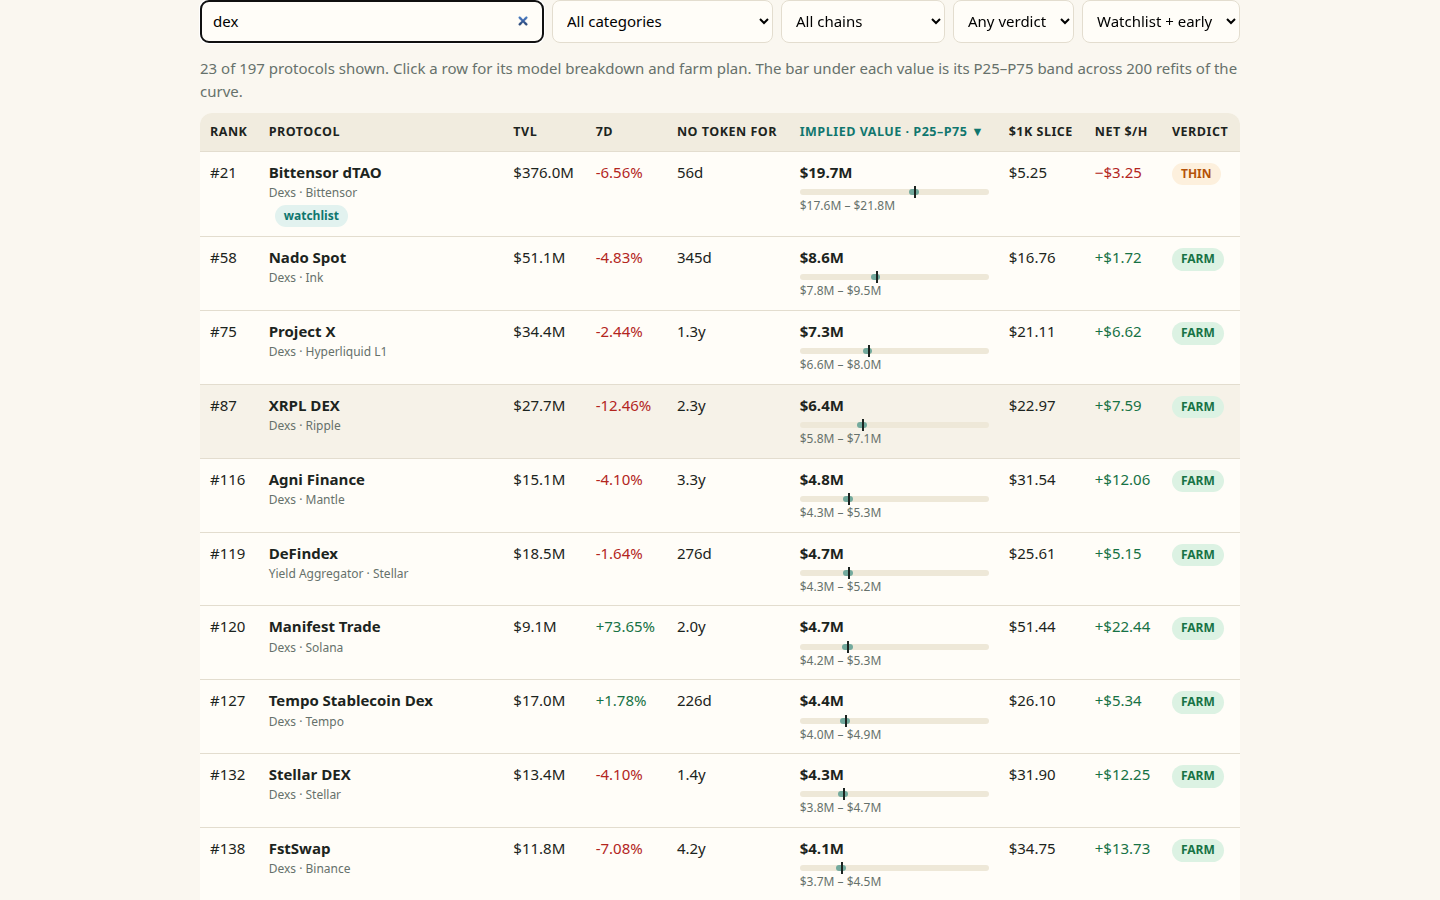 dex ×
All categories
All chains
Any verdict
Watchlist + early
23 of 197 protocols shown. Click a row for its model breakdown and farm plan. The bar under each value is its P25–P75 band across 200 refits of the
curve.
RANK PROTOCOL TVL 7D NO TOKEN FOR IMPLIED VALUE · P25–P75 ▼ $1K SLICE NET $/H VERDICT
#21 Bittensor dTAO $376.0M -6.56% 56d $19.7M $5.25 −$3.25 THIN
Dexs · Bittensor
$17.6M – $21.8M
watchlist
#58 Nado Spot $51.1M -4.83% 345d $8.6M $16.76 +$1.72 FARM
Dexs · Ink
$7.8M – $9.5M
#75 Project X $34.4M -2.44% 1.3y $7.3M $21.11 +$6.62 FARM
Dexs · Hyperliquid L1
$6.6M – $8.0M
#87 XRPL DEX $27.7M -12.46% 2.3y $6.4M $22.97 +$7.59 FARM
Dexs · Ripple
$5.8M – $7.1M
#116 Agni Finance $15.1M -4.10% 3.3y $4.8M $31.54 +$12.06 FARM
Dexs · Mantle
$4.3M – $5.3M
#119 DeFindex $18.5M -1.64% 276d $4.7M $25.61 +$5.15 FARM
Yield Aggregator · Stellar
$4.3M – $5.2M
#120 Manifest Trade $9.1M +73.65% 2.0y $4.7M $51.44 +$22.44 FARM
Dexs · Solana
$4.2M – $5.3M
#127 Tempo Stablecoin Dex $17.0M +1.78% 226d $4.4M $26.10 +$5.34 FARM
Dexs · Tempo
$4.0M – $4.9M
#132 Stellar DEX $13.4M -4.10% 1.4y $4.3M $31.90 +$12.25 FARM
Dexs · Stellar
$3.8M – $4.7M
#138 FstSwap $11.8M -7.08% 4.2y $4.1M $34.75 +$13.73 FARM
Dexs · Binance
$3.7M – $4.5M